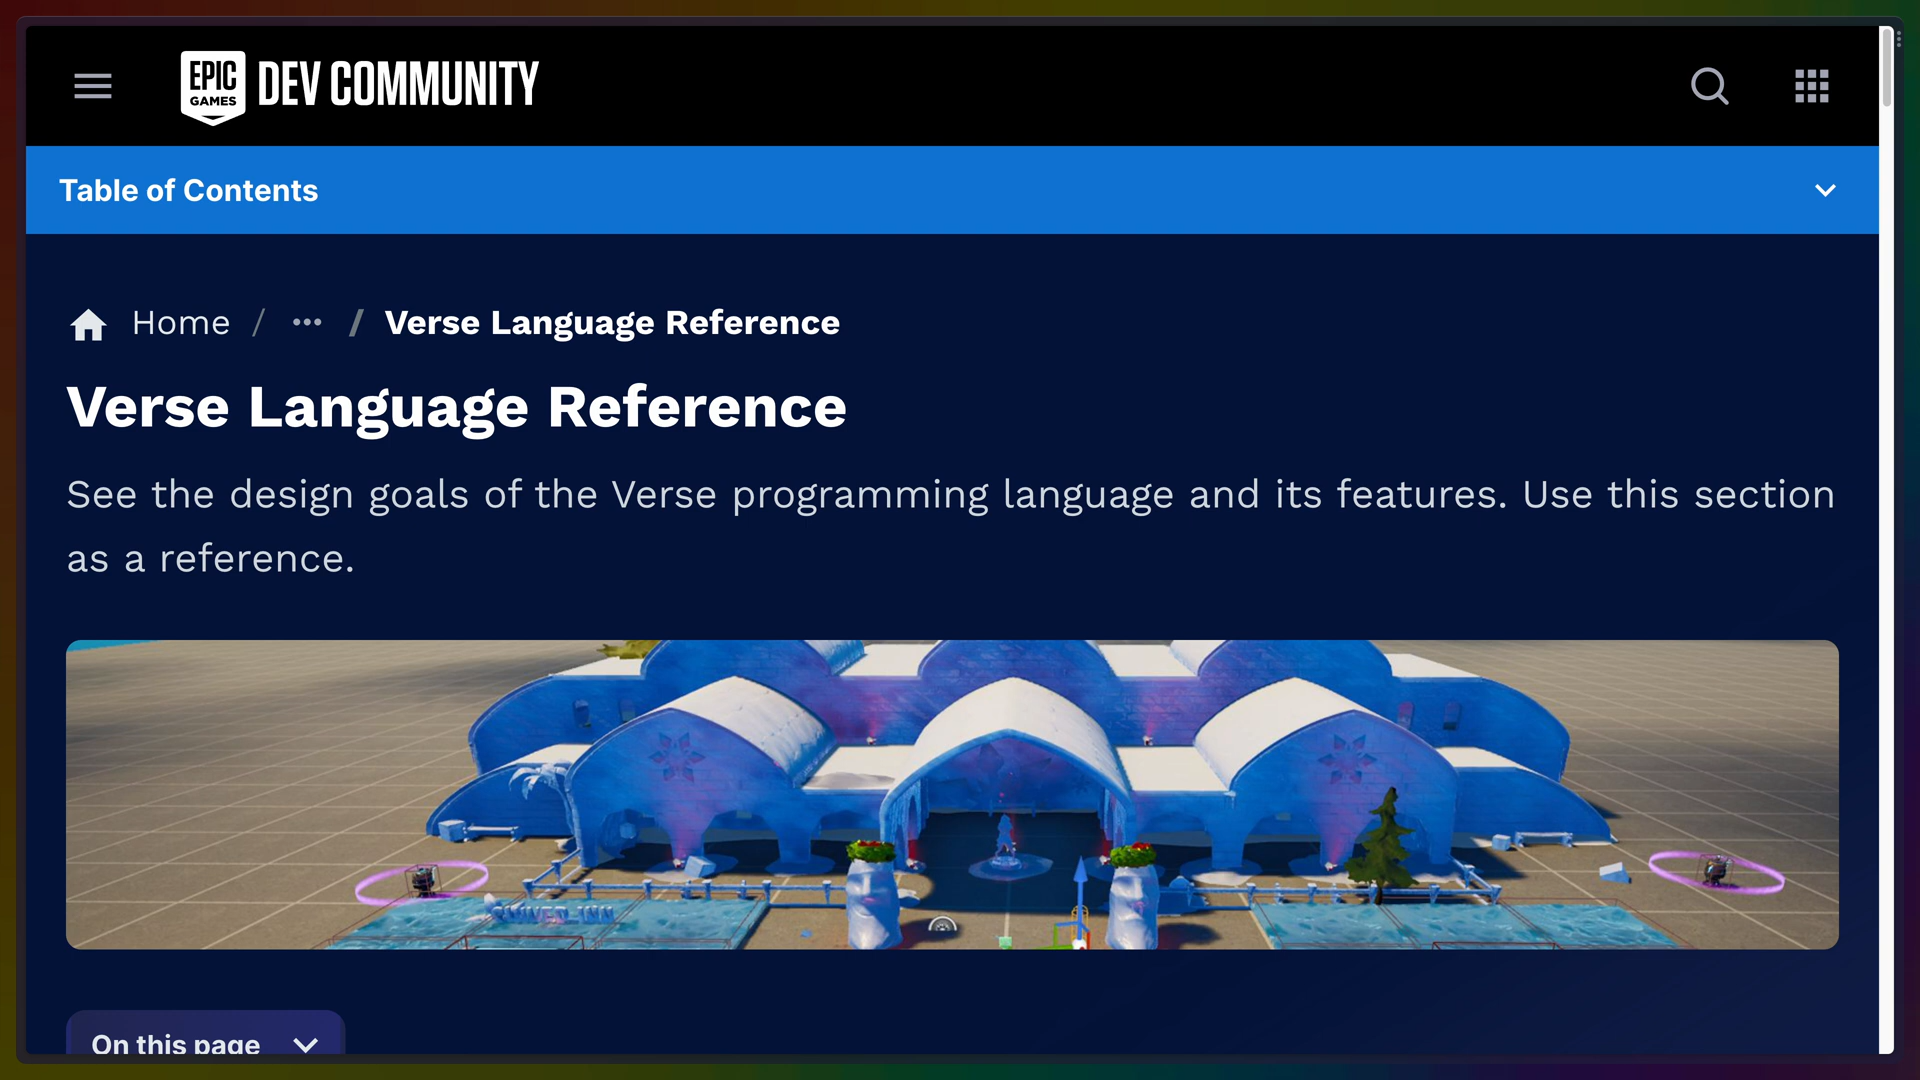 EPIC
GAMES
DEV COMMUNITY
Table of Contents
Home / ••• / Verse Language Reference
Verse Language Reference
See the design goals of the Verse programming language and its features. Use this section
as a reference.
On this page